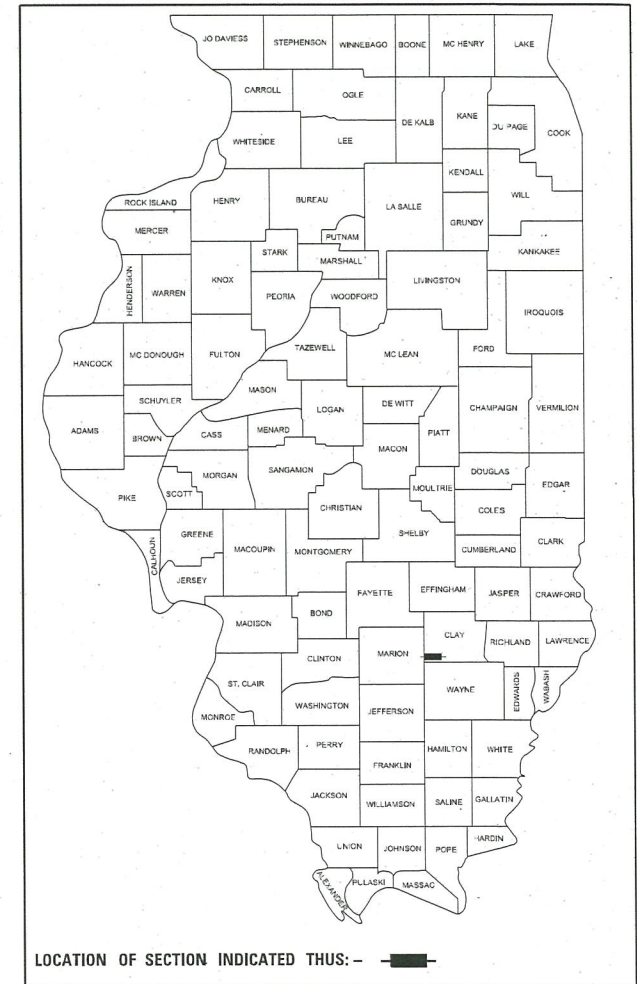 JO DAVIESS STEPHENSON WINNEBAGO BOONE MC HENRY LAKE
CARROLL OGLE
DE KALB KANE DU PAGE COOK
WHITESIDE LEE
KENDALL
ROCK ISLAND HENRY BUREAU LA SALLE WILL
MERCER PUTNAM GRUNDY
STARK MARSHALL KANKAKEE
HENDERSON WARREN KNOX PEORIA WOODFORD LIVINGSTON
IROQUOIS
HANCOCK MC DONOUGH FULTON TAZEWELL MC LEAN FORD
MASON
SCHUYLER LOGAN DE WITT CHAMPAIGN VERMILION
ADAMS BROWN CASS MENARD PIATT
MACON
PIKE SCOTT MORGAN SANGAMON DOUGLAS
MOULTRIE EDGAR
CHRISTIAN COLES
CALHOUN GREENE MACOUPIN MONTGOMERY SHELBY CUMBERLAND CLARK
JERSEY FAYETTE EFFINGHAM JASPER CRAWFORD
MADISON BOND
CLINTON MARION CLAY RICHLAND LAWRENCE
ST. CLAIR WAYNE EDWARDS WABASH
MONROE WASHINGTON JEFFERSON
RANDOLPH PERRY HAMILTON WHITE
FRANKLIN
JACKSON WILLIAMSON SALINE GALLATIN
UNION JOHNSON POPE HARDIN
ALEXANDER PULASKI MASSAC
LOCATION OF SECTION INDICATED THUS: –